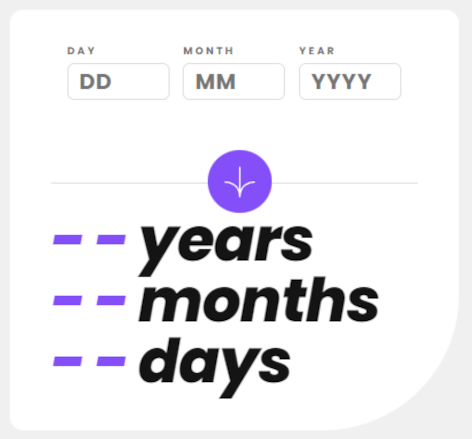 DAY MONTH YEAR
DD MM YYYY
-- years
-- months
-- days